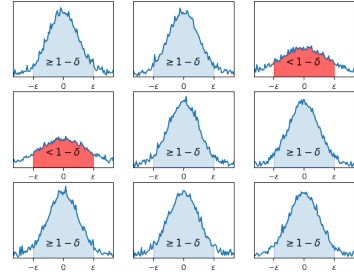 ≥ 1 − δ ≥ 1 − δ < 1 − δ
−ε 0 ε −ε 0 ε −ε 0 ε
< 1 − δ ≥ 1 − δ ≥ 1 − δ
−ε 0 ε −ε 0 ε −ε 0 ε
≥ 1 − δ ≥ 1 − δ ≥ 1 − δ
−ε 0 ε −ε 0 ε −ε 0 ε